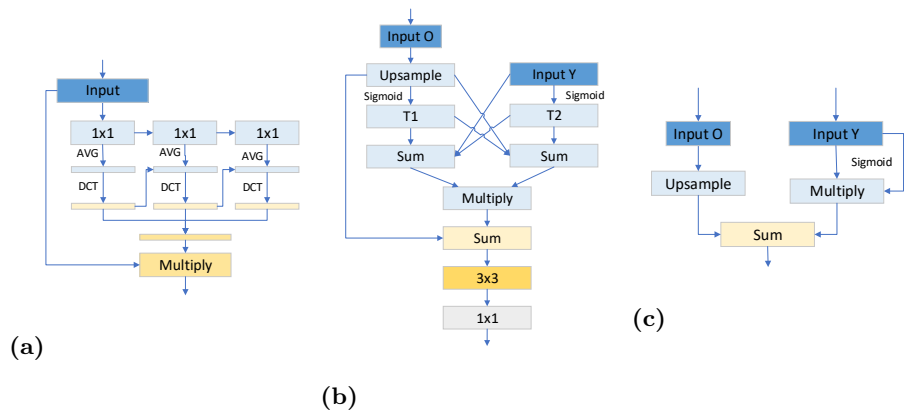 Input
1x1 1x1 1x1
AVG AVG AVG
DCT DCT DCT
Multiply
(a)
Input O
Upsample Input Y
Sigmoid Sigmoid
T1 T2
Sum Sum
Multiply
Sum
3x3
1x1
(b)
Input O Input Y
Sigmoid
Upsample Multiply
Sum
(c)